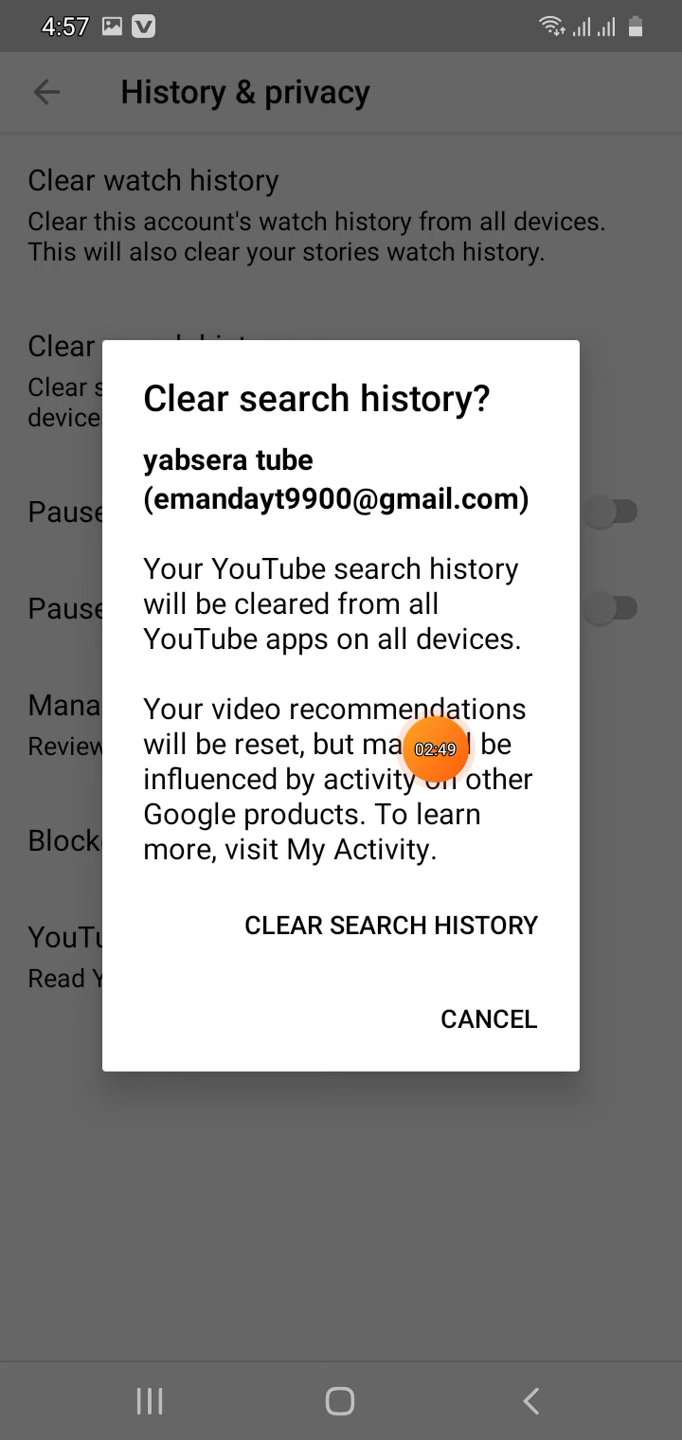 4:57
History & privacy
Clear watch history
Clear this account's watch history from all devices.
This will also clear your stories watch history.
Clear
Clear s
device
Pause
Pause
Mana
Review
Block
YouTu
Read Y
Clear search history?
yabsera tube
(emandayt9900@gmail.com)
Your YouTube search history
will be cleared from all
YouTube apps on all devices.
Your video recommendations
will be reset, but ma be
influenced by activity on other
Google products. To learn
more, visit My Activity.
02:49
CLEAR SEARCH HISTORY
CANCEL